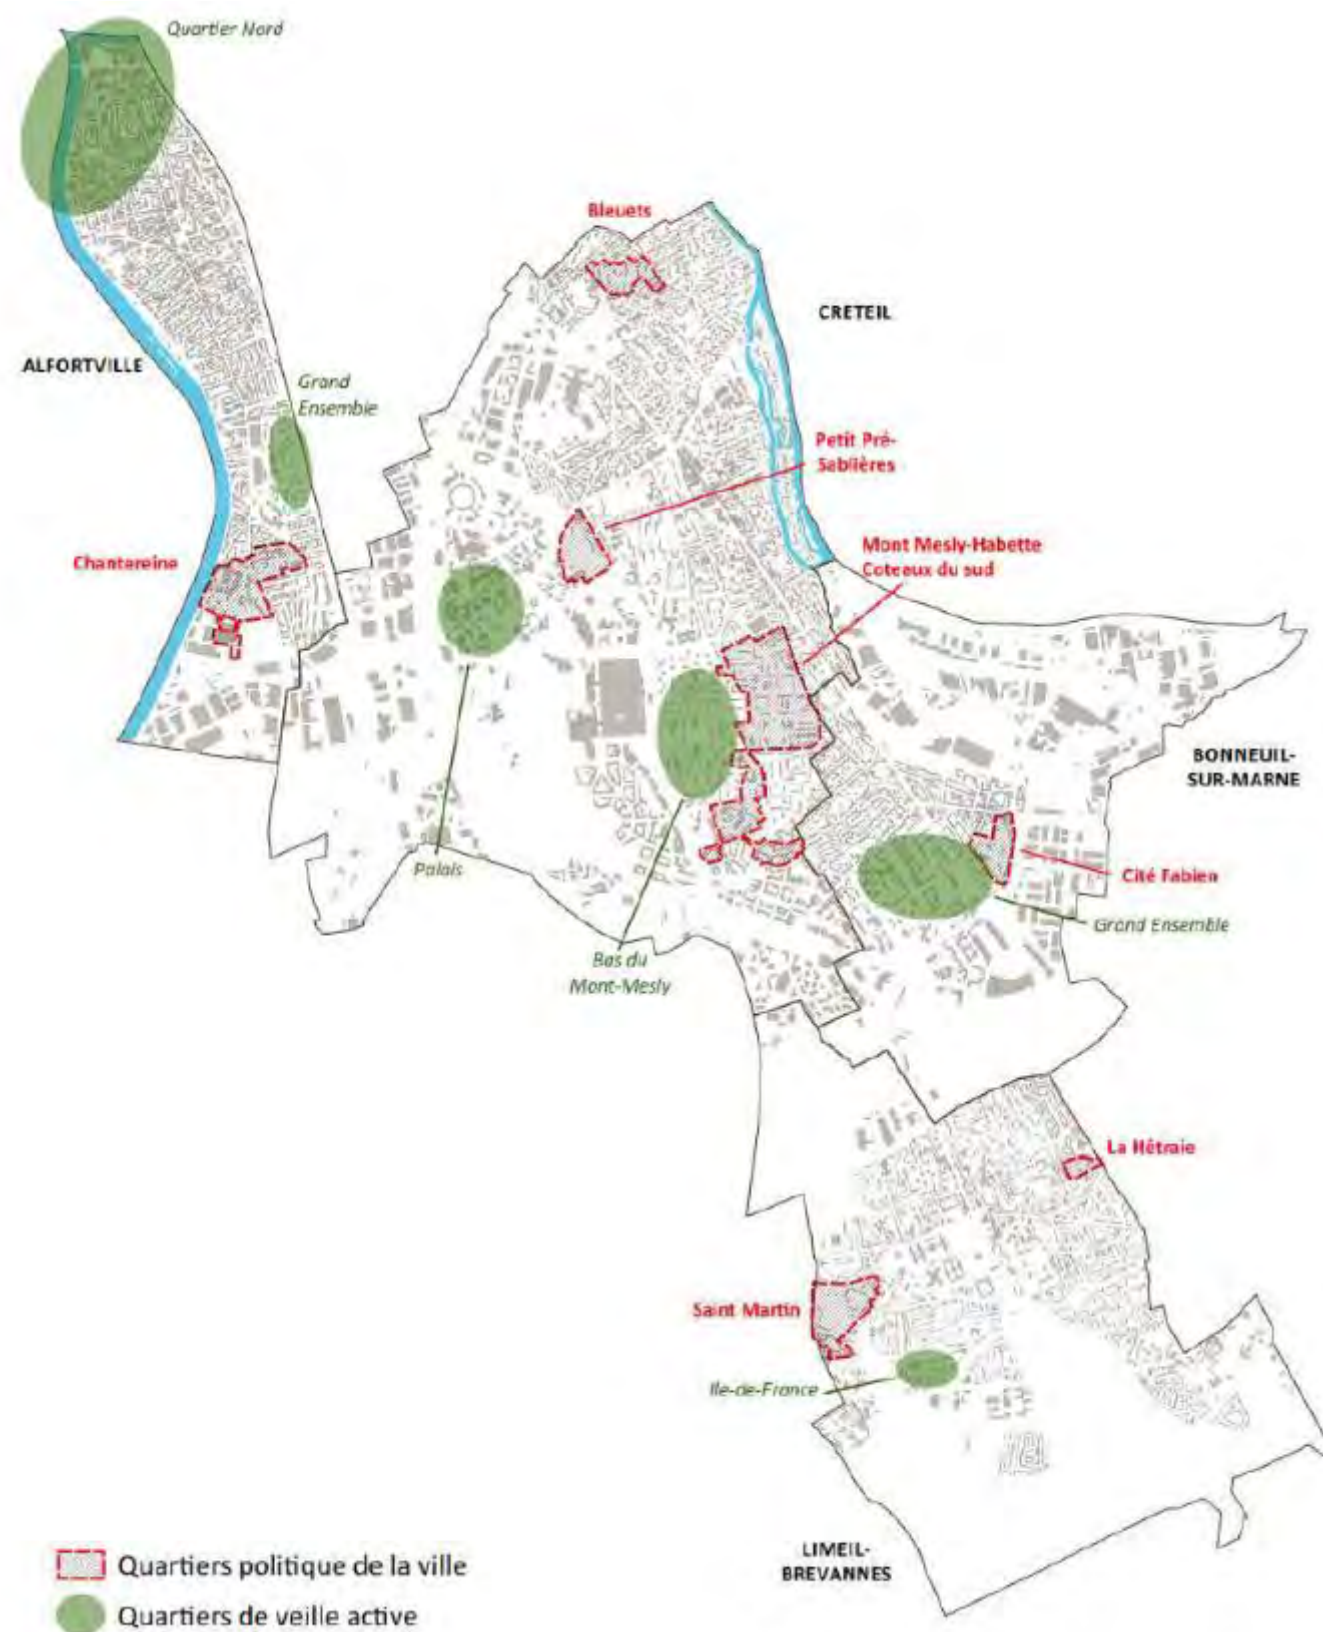 Quartier Nord
Bleuets
CRETEIL
ALFORTVILLE
Grand
Ensemble
Petit Pré-
Sablières
Mont Mesly-Habette
Coteaux du sud
Chantereine
BONNEUIL-
SUR-MARNE
Palais
Cité Fabien
Grand Ensemble
Bas du
Mont-Mesly
La Hêtraie
Saint Martin
Ile-de-France
LIMEIL-
BREVANNES
Quartiers politique de la ville
Quartiers de veille active